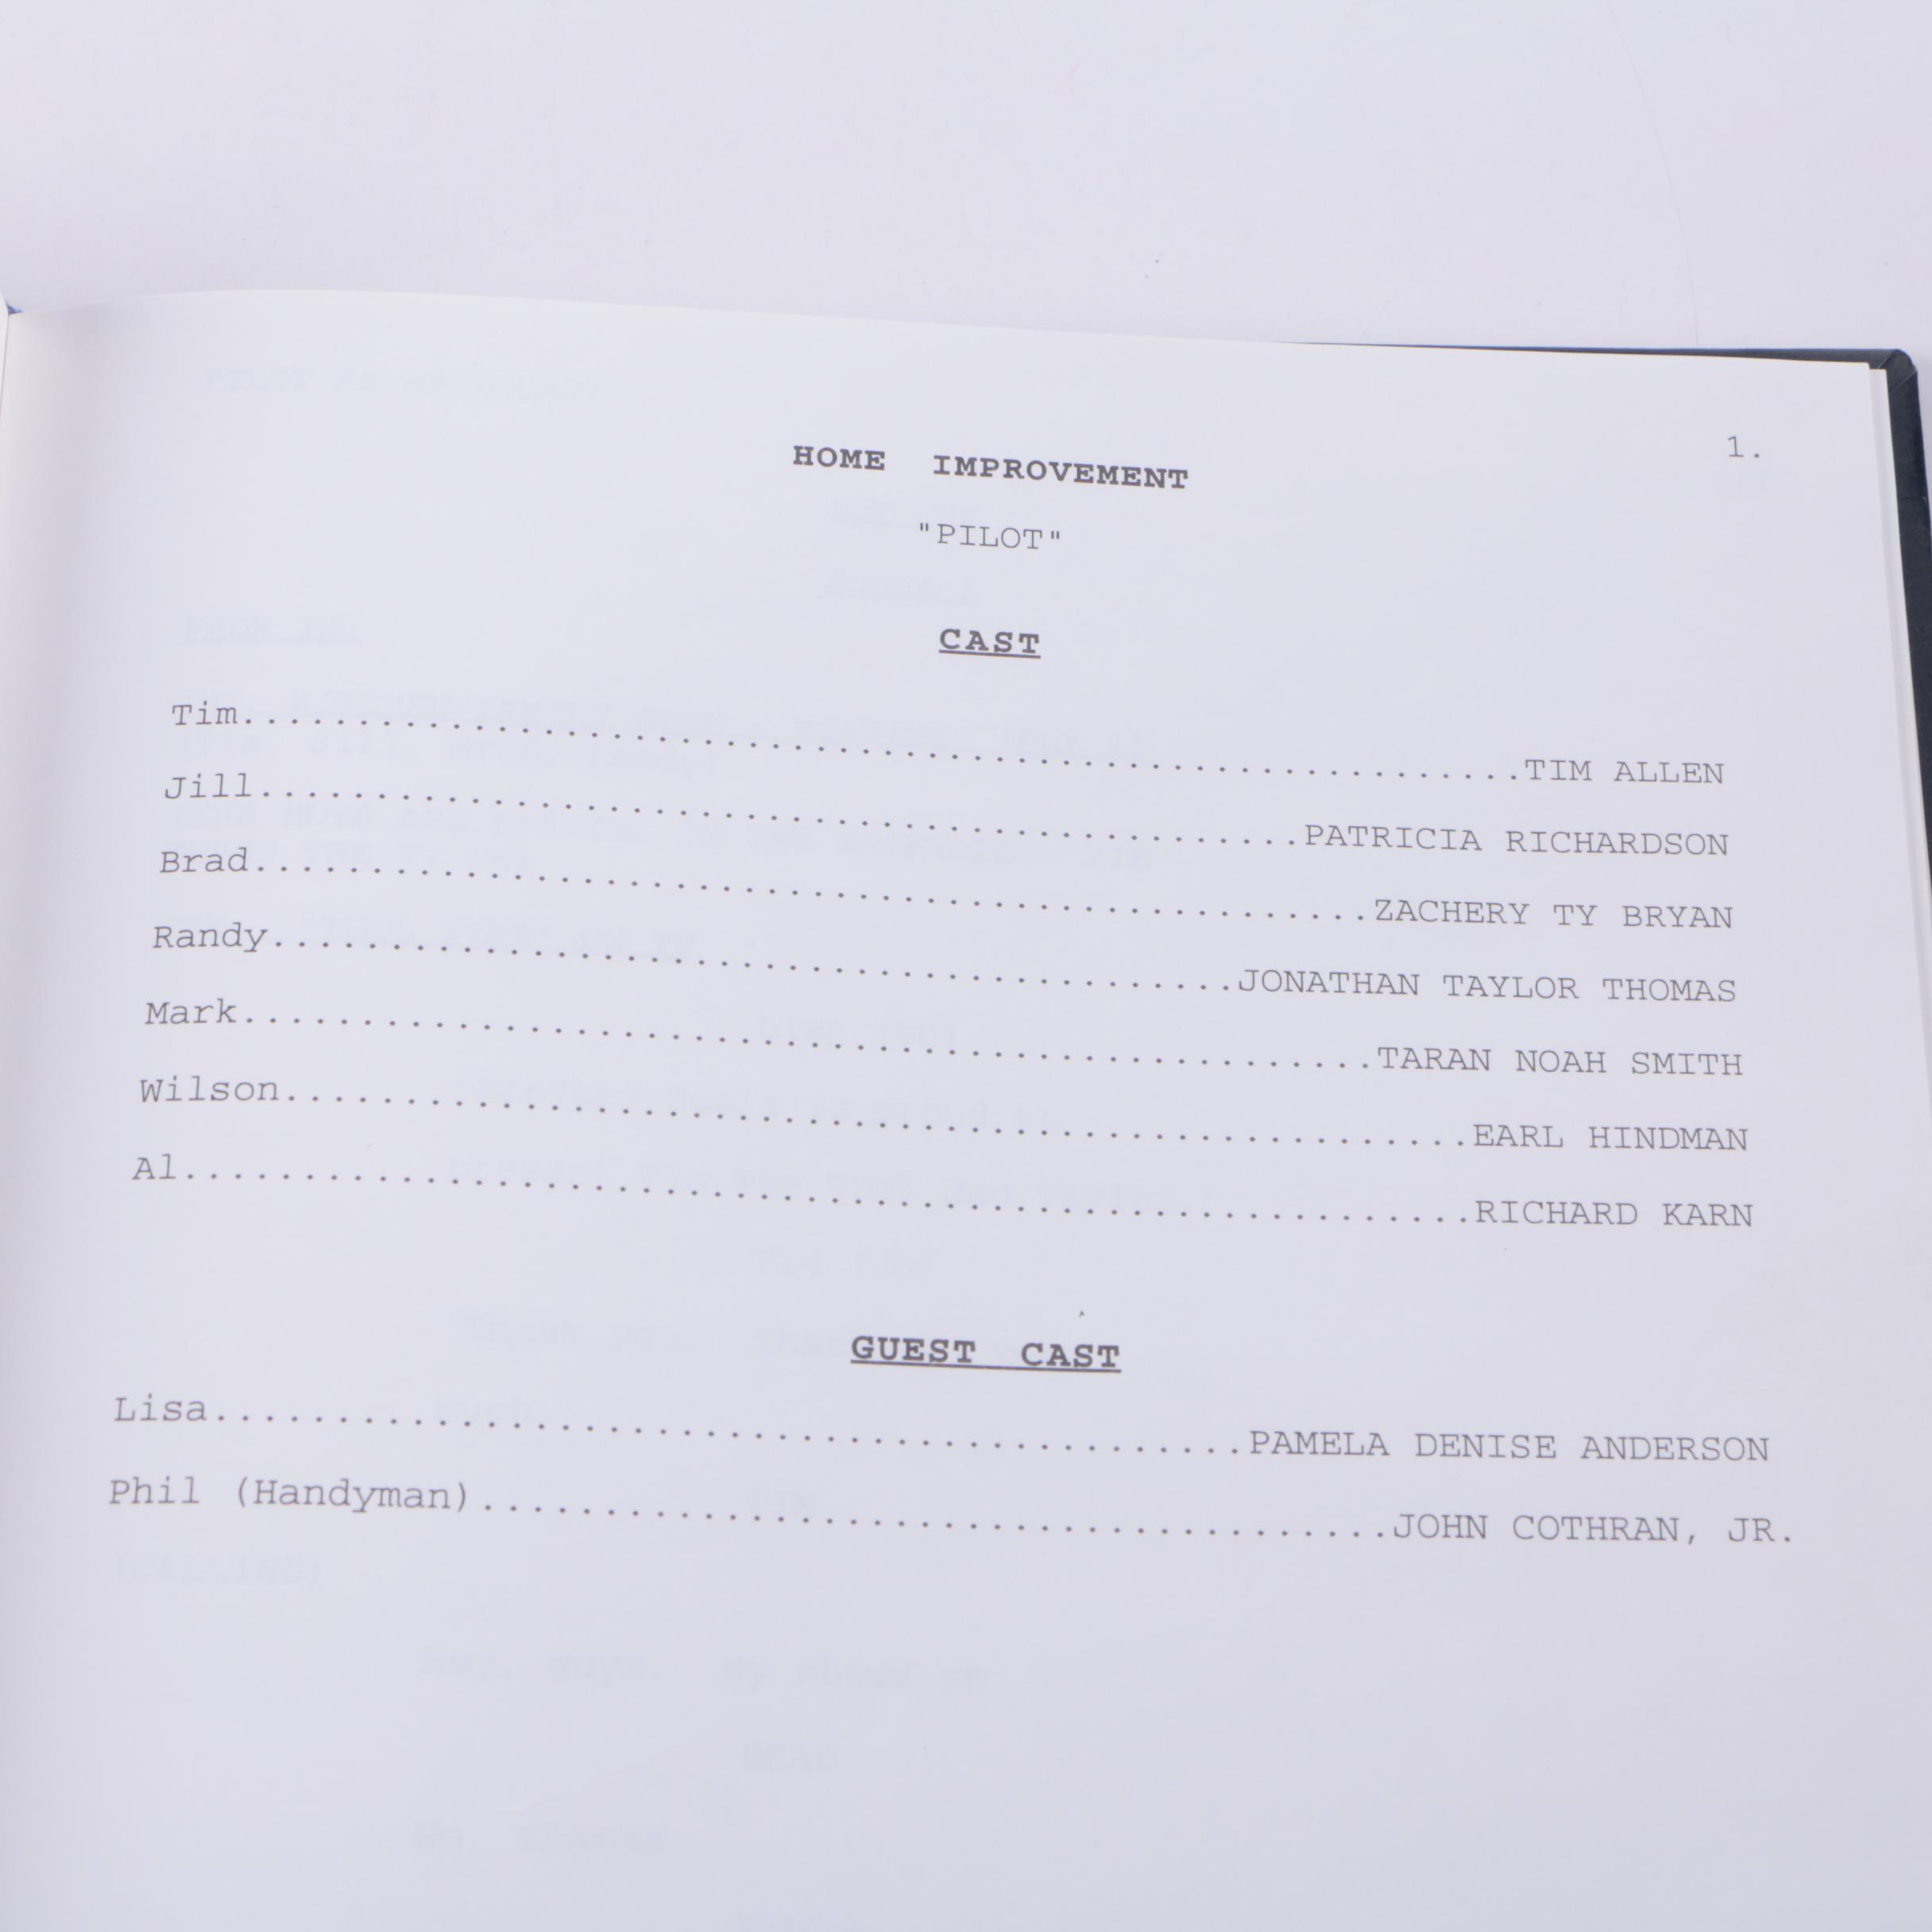 1.
HOME IMPROVEMENT
"PILOT"
CAST
Tim......................................................TIM ALLEN
Jill............................................PATRICIA RICHARDSON
Brad...............................................ZACHERY TY BRYAN
Randy.........................................JONATHAN TAYLOR THOMAS
Mark...............................................TARAN NOAH SMITH
Wilson..................................................EARL HINDMAN
Al......................................................RICHARD KARN
GUEST CAST
Lisa..........................................PAMELA DENISE ANDERSON
Phil (Handyman).....................................JOHN COTHRAN, JR.